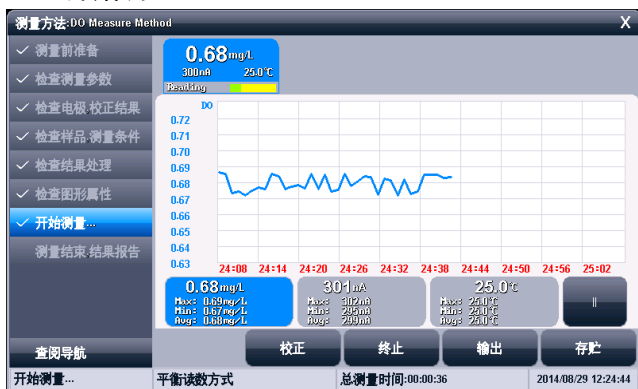 测量方法:DO Measure Method X
✓ 测量前准备
✓ 检查测量参数
✓ 检查电极.校正结果
✓ 检查样品.测量条件
✓ 检查结果处理
✓ 检查图形属性
✓ 开始测量…
测量结束.结果报告
查阅导航
0.68mg/L
300nA 25.0℃
Reading
DO
0.72
0.71
0.70
0.69
0.68
0.67
0.66
0.65
0.64
0.63
24:08 24:14 24:20 24:26 24:32 24:38 24:44 24:50 24:56 25:02
0.68mg/L
Max: 0.69mg/L
Min: 0.67mg/L
Avg: 0.68mg/L
301nA
Max: 302nA
Min: 295nA
Avg: 299nA
25.0℃
Max: 25.0℃
Min: 25.0℃
Avg: 25.0℃
校正 终止 输出 存贮
开始测量… 平衡读数方式 总测量时间:00:00:36 2014/08/29 12:24:44